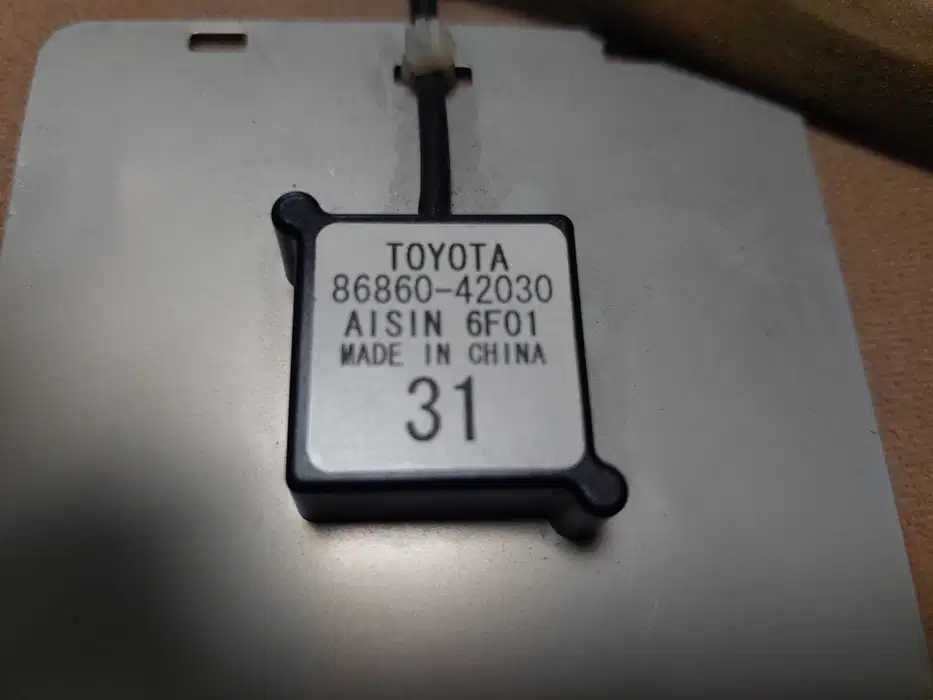 TOYOTA
86860-42030
AISIN 6F01
MADE IN CHINA
31